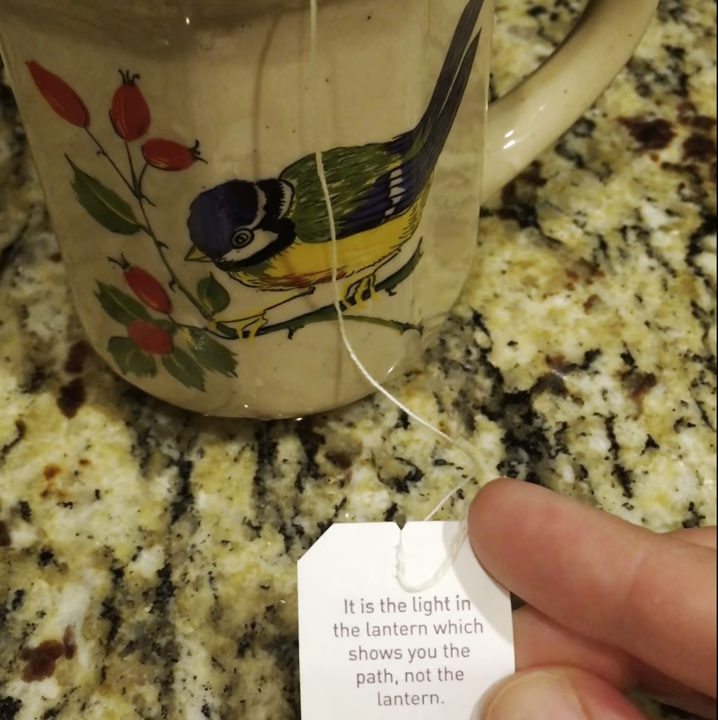 It is the light in
the lantern which
shows you the
path, not the
lantern.